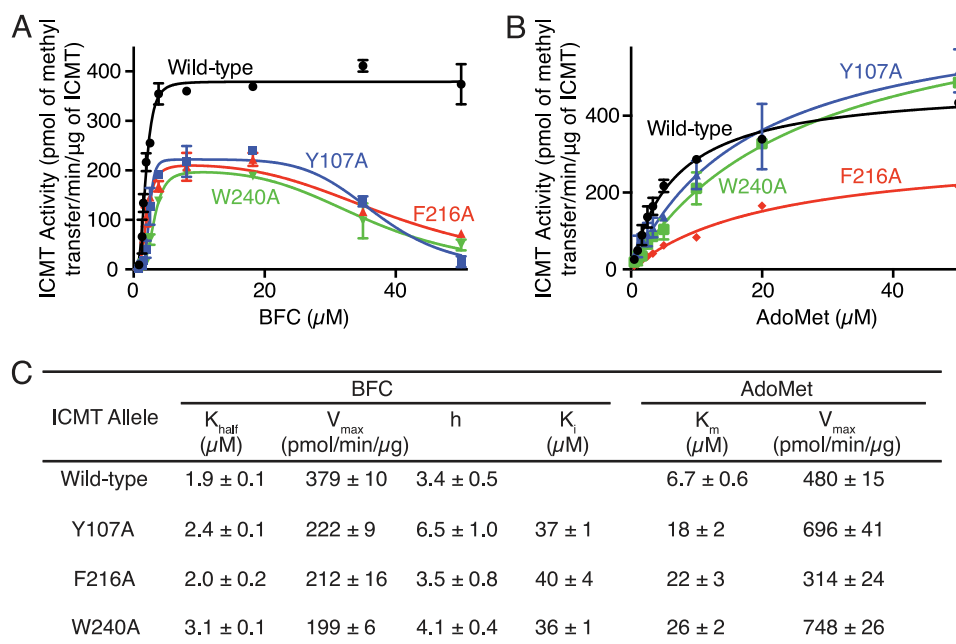 A
ICMT Activity (pmol of methyl
transfer/min/µg of ICMT)
400
300
200
100
0
Wild-type
Y107A
F216A
W240A
0 20 40
BFC (µM)
B
ICMT Activity (pmol of methyl
transfer/min/µg of ICMT)
400
200
0
Wild-type
Y107A
W240A
F216A
0 20 40
AdoMet (µM)
C
BFC AdoMet
ICMT Allele K_half (µM) V_max (pmol/min/µg) h K_i (µM) K_m (µM) V_max (pmol/min/µg)
Wild-type 1.9 ± 0.1 379 ± 10 3.4 ± 0.5 6.7 ± 0.6 480 ± 15
Y107A 2.4 ± 0.1 222 ± 9 6.5 ± 1.0 37 ± 1 18 ± 2 696 ± 41
F216A 2.0 ± 0.2 212 ± 16 3.5 ± 0.8 40 ± 4 22 ± 3 314 ± 24
W240A 3.1 ± 0.1 199 ± 6 4.1 ± 0.4 36 ± 1 26 ± 2 748 ± 26